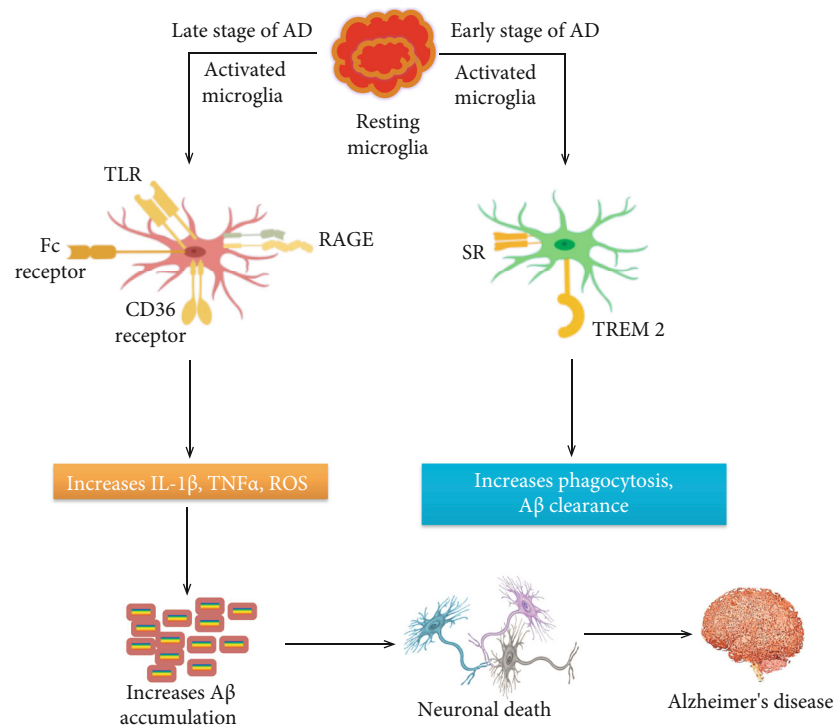 Late stage of AD
Early stage of AD
Activated
microglia
Activated
microglia
Resting
microglia
TLR
Fc
receptor
RAGE
CD36
receptor
SR
TREM 2
Increases IL-1β, TNFα, ROS
Increases phagocytosis,
Aβ clearance
Increases Aβ
accumulation
Neuronal death
Alzheimer's disease